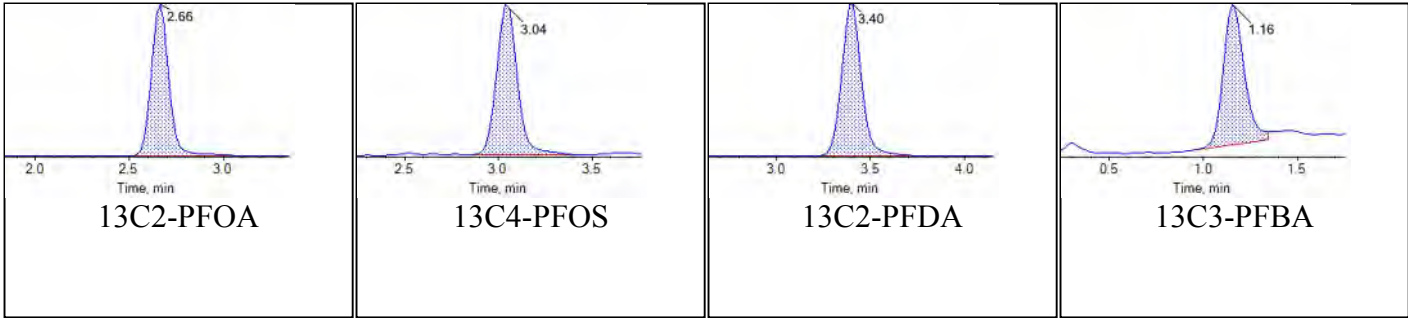 2.66
2.0 2.5 3.0
Time, min
13C2-PFOA
3.04
2.5 3.0 3.5
Time, min
13C4-PFOS
3.40
3.0 3.5 4.0
Time, min
13C2-PFDA
1.16
0.5 1.0 1.5
Time, min
13C3-PFBA